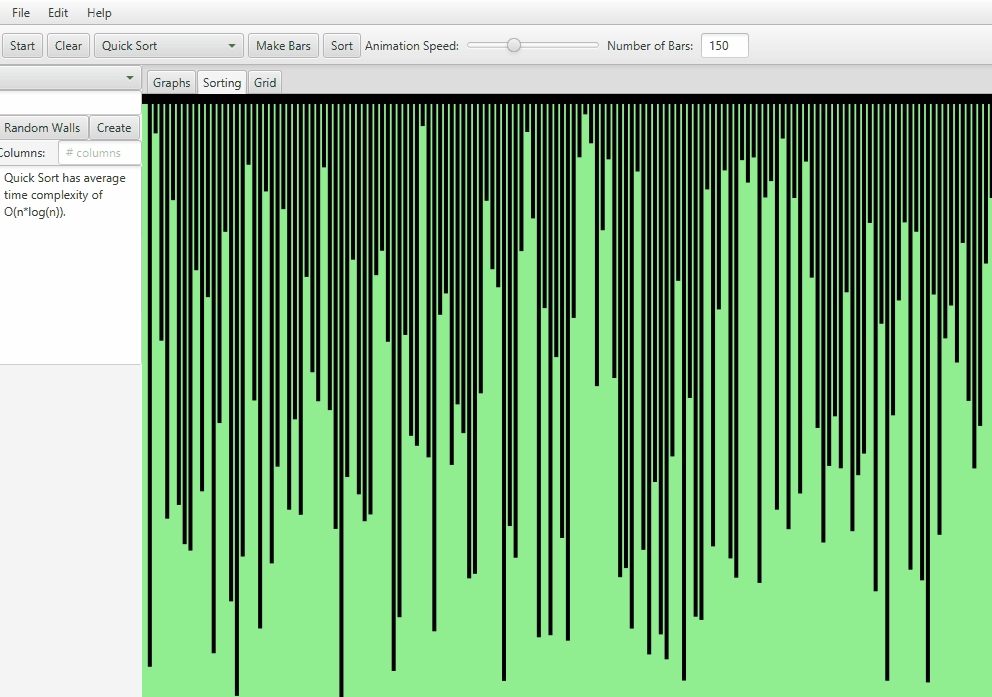 File Edit Help
Start Clear Quick Sort Make Bars Sort Animation Speed: Number of Bars: 150
Graphs Sorting Grid
Random Walls Create
Columns: # columns
Quick Sort has average
time complexity of
O(n*log(n)).